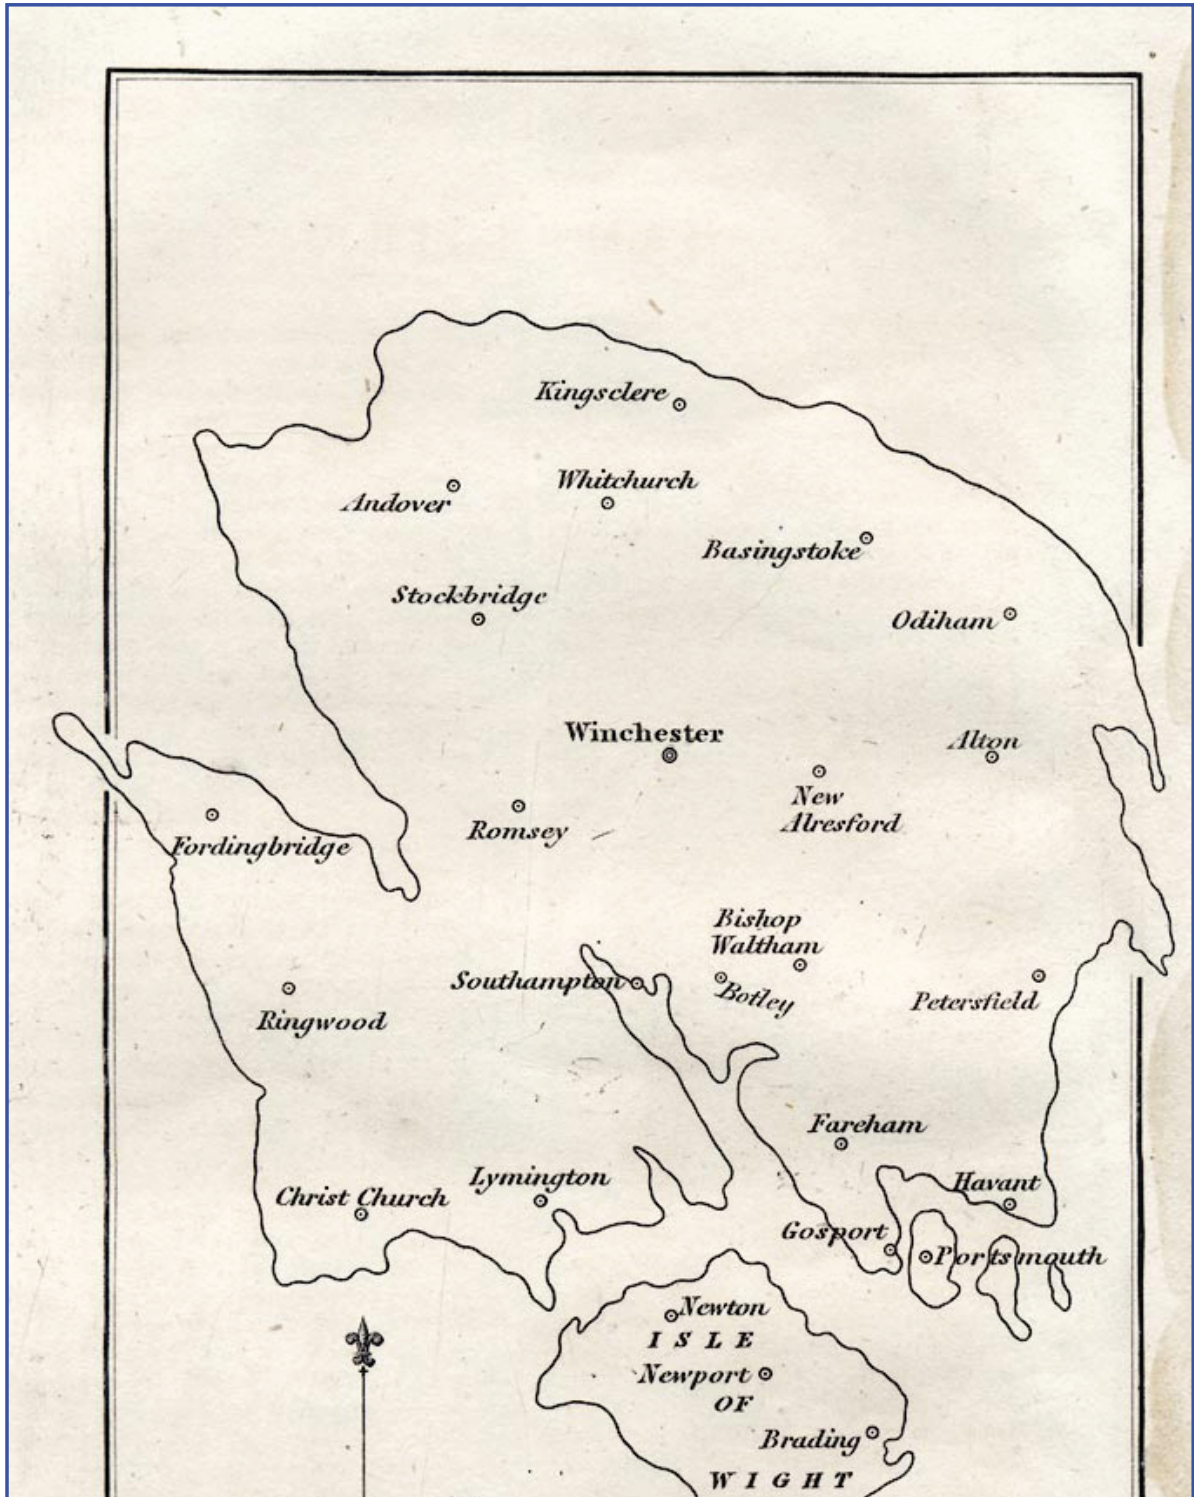 Kingsclere
Whitchurch
Andover
Basingstoke
Stockbridge
Odiham
Winchester
Alton
New
Alresford
Romsey
Fordingbridge
Bishop
Waltham
Southampton
Botley
Petersfield
Ringwood
Fareham
Lymington
Havant
Christ Church
Gosport
Portsmouth
Newton
ISLE
Newport
OF
Brading
WIGHT